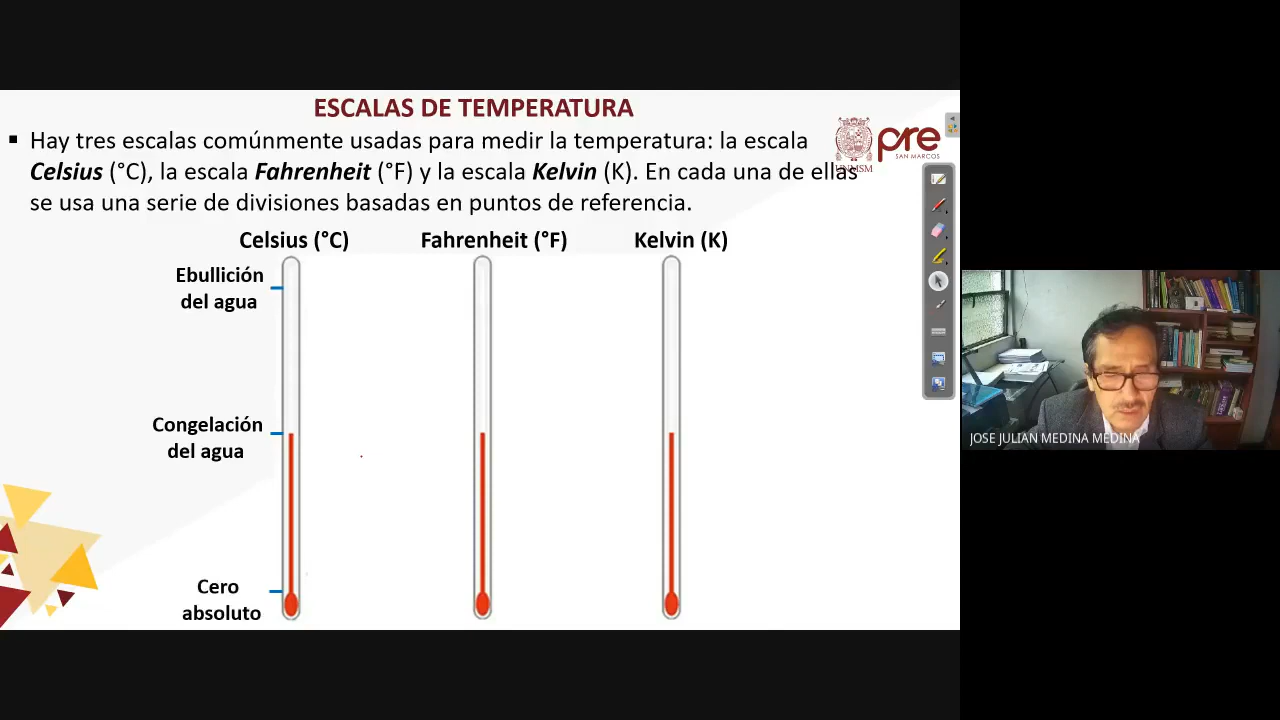 ESCALAS DE TEMPERATURA
▪ Hay tres escalas comúnmente usadas para medir la temperatura: la escala
Celsius (°C), la escala Fahrenheit (°F) y la escala Kelvin (K). En cada una de ellas
se usa una serie de divisiones basadas en puntos de referencia.
pre
SAN MARCOS
UNMSM
Celsius (°C)
Fahrenheit (°F)
Kelvin (K)
Ebullición
del agua
Congelación
del agua
Cero
absoluto
JOSE JULIAN MEDINA MEDINA